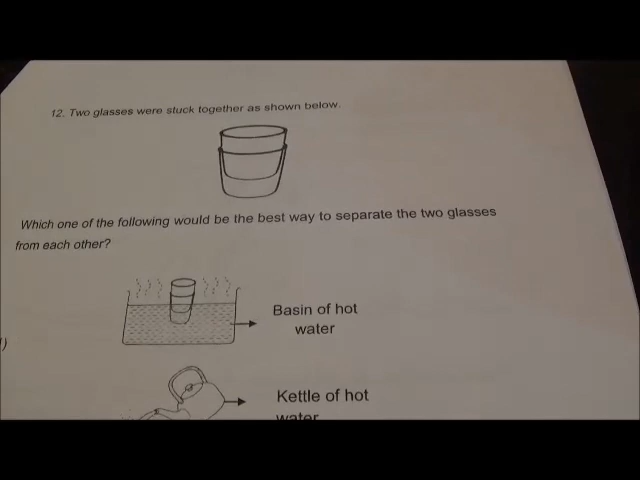 12. Two glasses were stuck together as shown below.
Which one of the following would be the best way to separate the two glasses
from each other?
Basin of hot
water
)
Kettle of hot
water